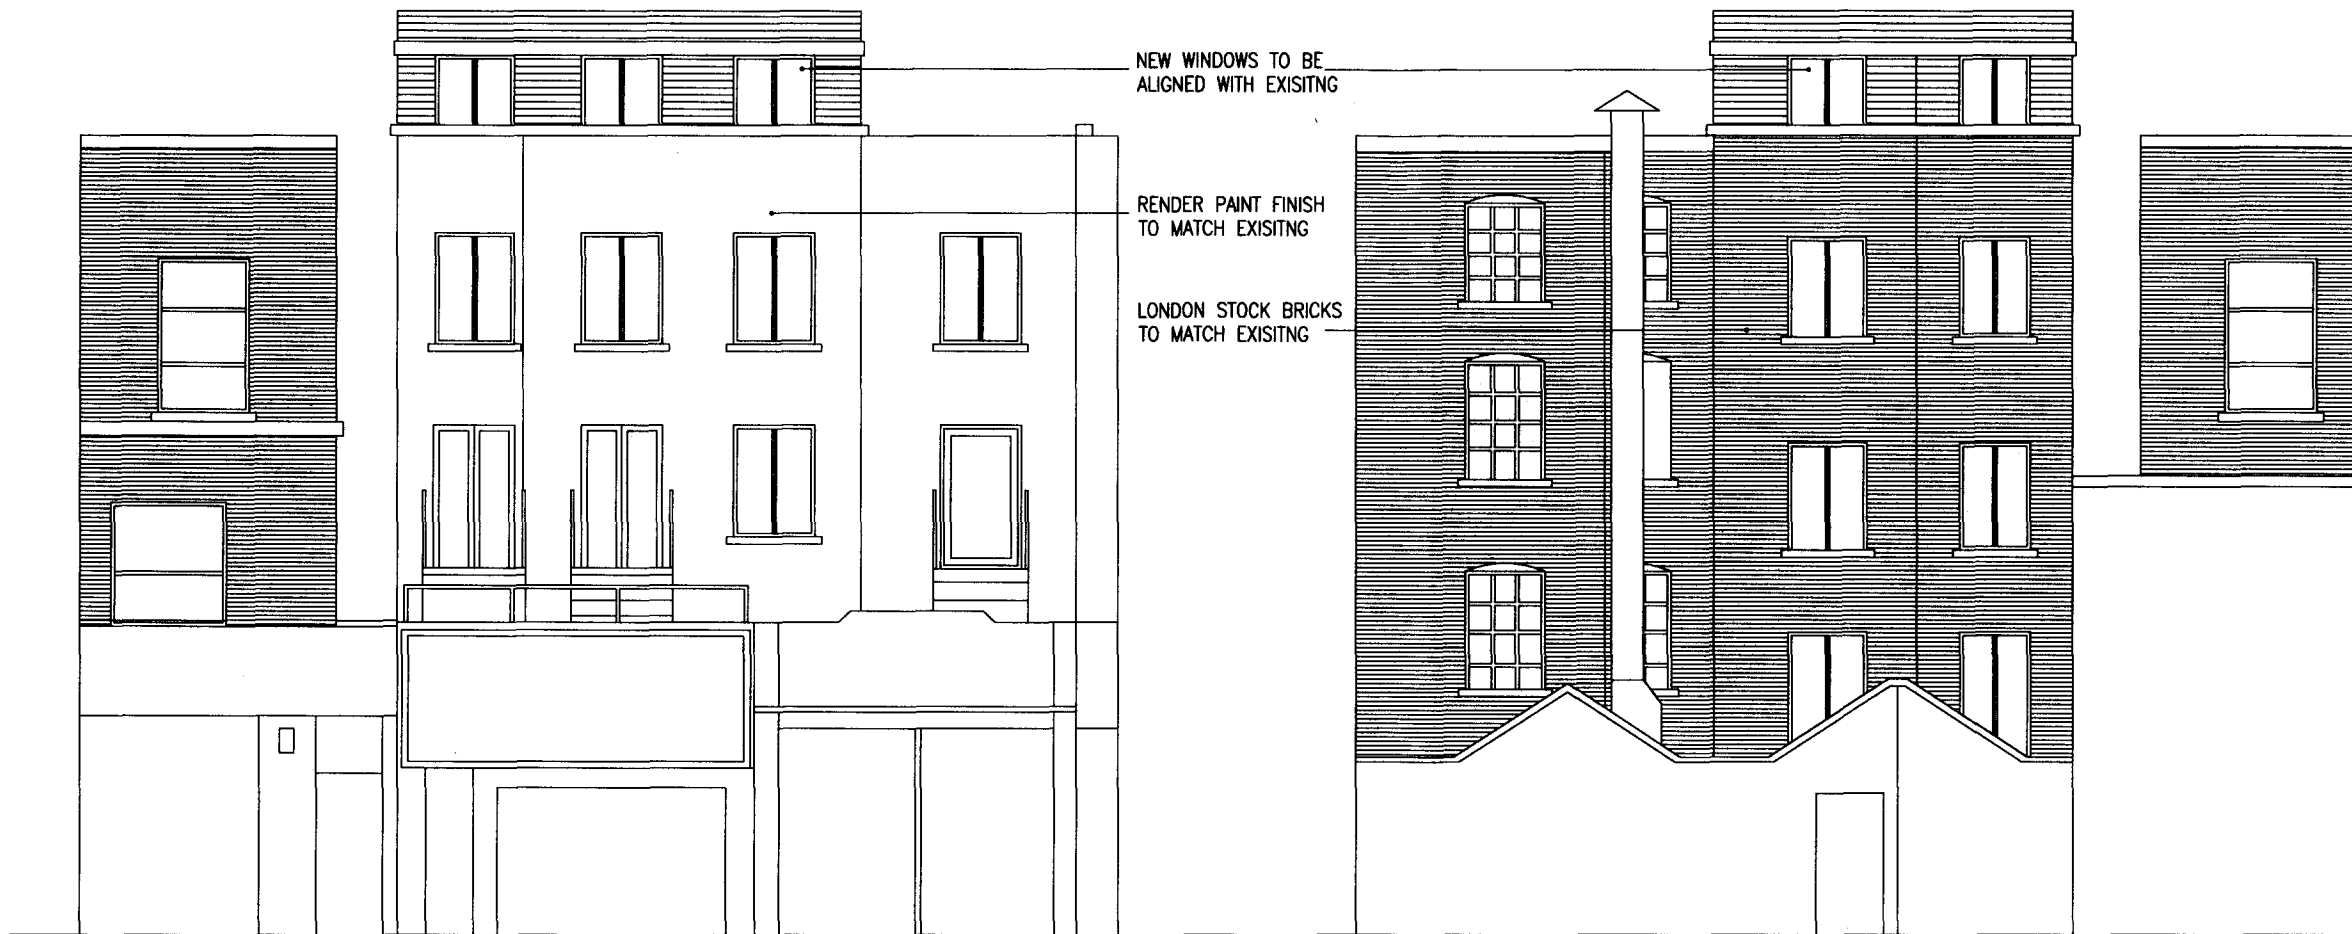 NEW WINDOWS TO BE
ALIGNED WITH EXISITNG
RENDER PAINT FINISH
TO MATCH EXISITNG
LONDON STOCK BRICKS
TO MATCH EXISITNG